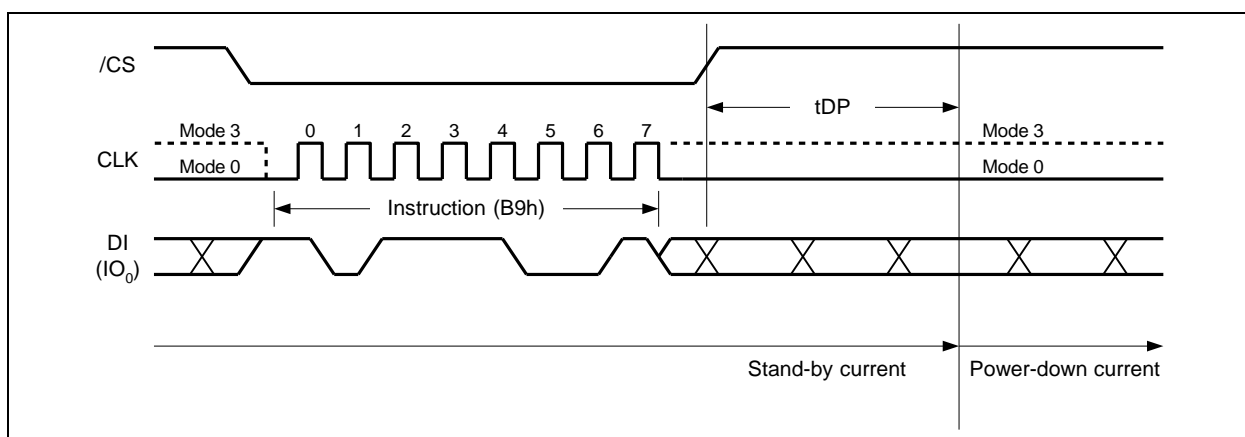 /CS
tDP
Mode 3 0 1 2 3 4 5 6 7 Mode 3
CLK
Mode 0 Mode 0
Instruction (B9h)
DI
(IO0)
Stand-by current Power-down current